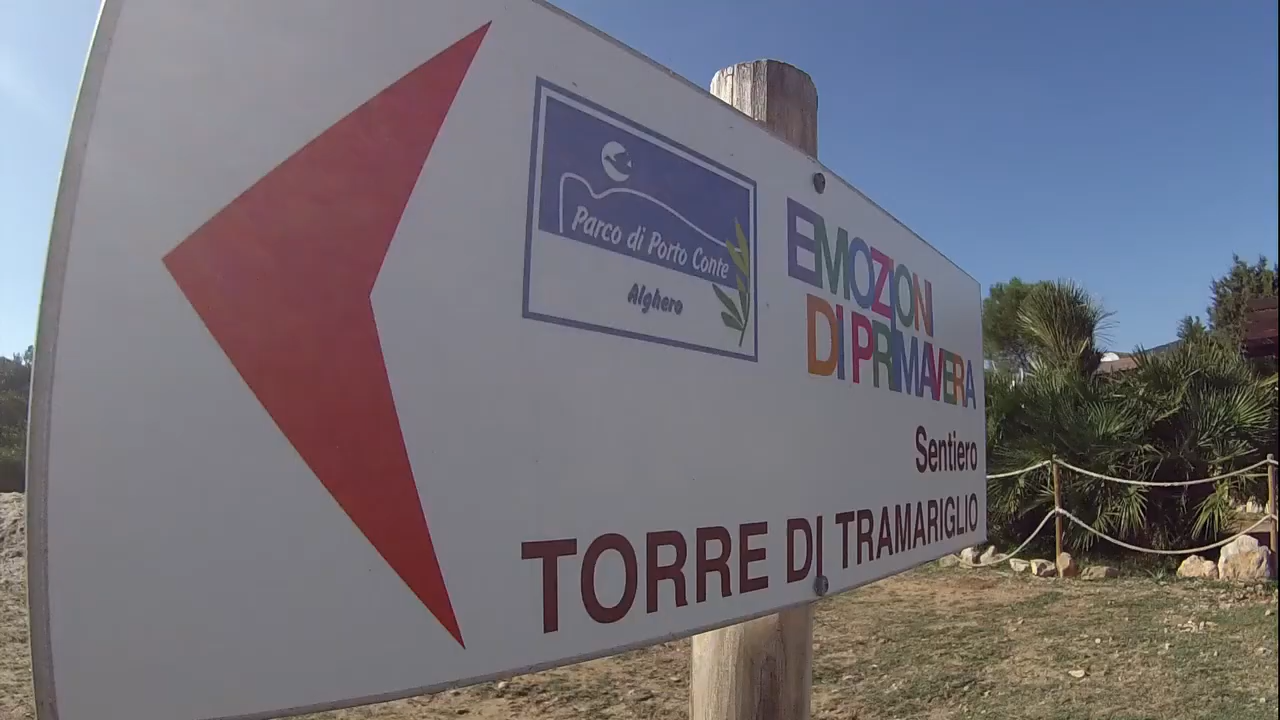 Parco di Porto Conte
Alghero
EMOZIONI
DI PRIMAVERA
Sentiero
TORRE DI TRAMARIGLIO